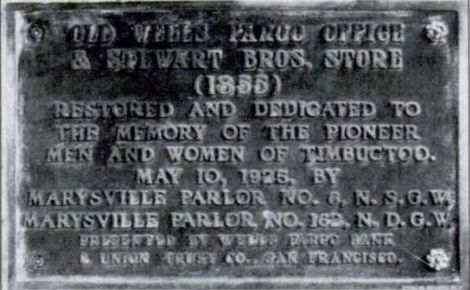 OLD WELLS FARGO OFFICE
& STEWART BROS. STORE
(1855)
RESTORED AND DEDICATED TO
THE MEMORY OF THE PIONEER
MEN AND WOMEN OF TIMBUCTOO.
MAY 10, 1925, BY
MARYSVILLE PARLOR NO. 6, N. S. G. W.
MARYSVILLE PARLOR, NO. 162, N. D. G. W.
PRESENTED BY WELLS FARGO BANK
& UNION TRUST CO., SAN FRANCISCO.